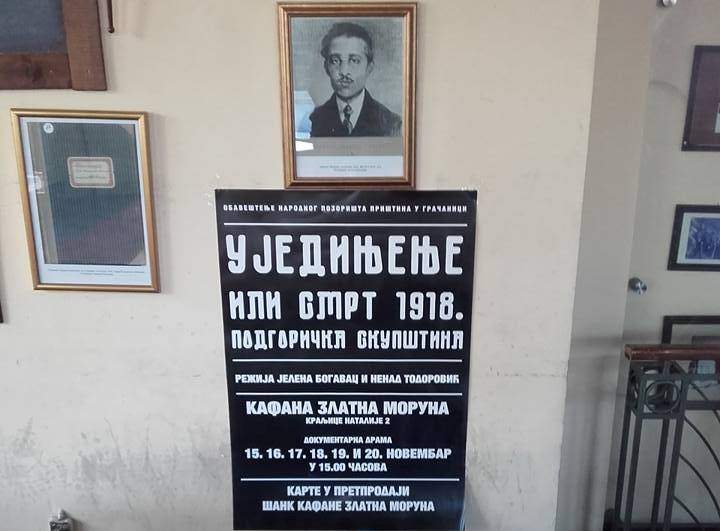 ОБАВЕШТЕЊЕ НАРОДНОГ ПОЗОРИШТА ПРИШТИНА У ГРАЧАНИЦИ
УЈЕДИЊЕЊЕ
ИЛИ СМРТ 1918.
ПОДГОРИЧКА СКУПШТИНА
РЕЖИЈА ЈЕЛЕНА БОГАВАЦ И НЕНАД ТОДОРОВИЋ
КАФАНА ЗЛАТНА МОРУНА
КРАЉИЦЕ НАТАЛИЈЕ 2
ДОКУМЕНТАРНА ДРАМА
15. 16. 17. 18. 19. И 20. НОВЕМБАР
У 15.00 ЧАСОВА
КАРТЕ У ПРЕТПРОДАЈИ
ШАНК КАФАНЕ ЗЛАТНА МОРУНА